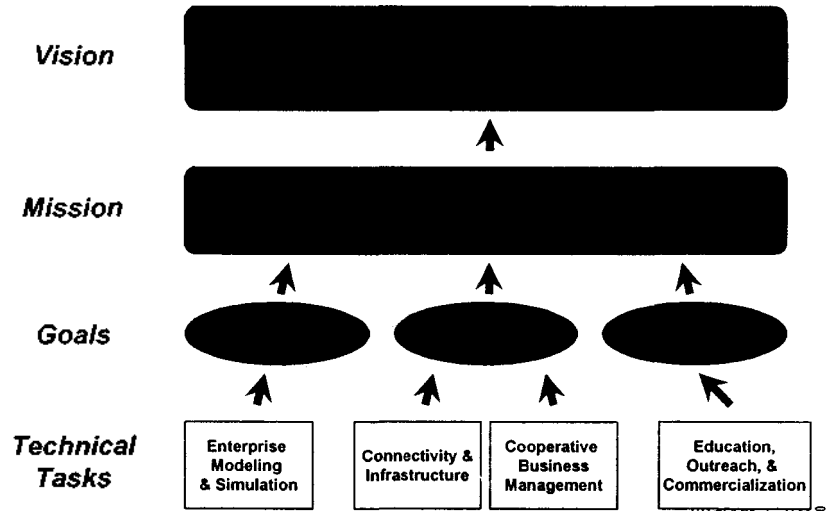 Vision
Mission
Goals
Technical
Tasks
Enterprise
Modeling
& Simulation
Connectivity &
Infrastructure
Cooperative
Business
Management
Education,
Outreach, &
Commercialization